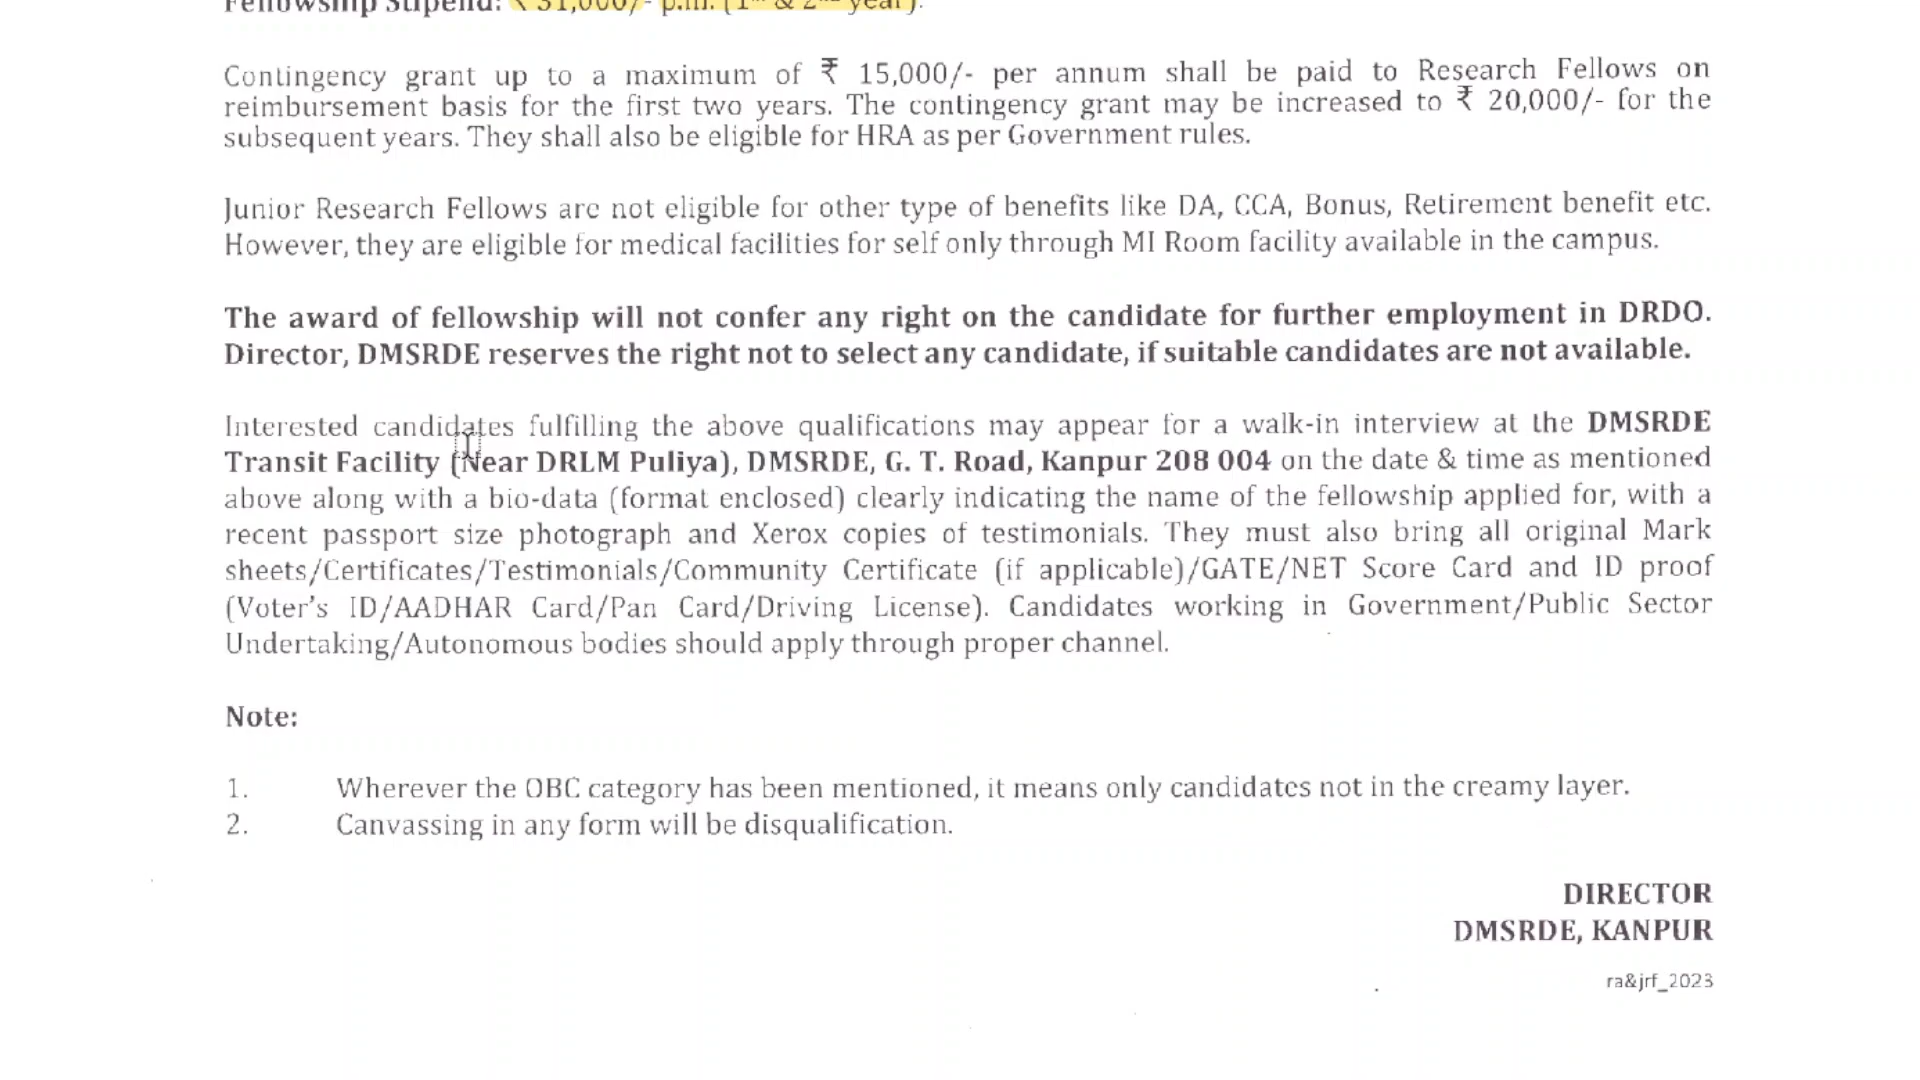 Fellowship Stipend: ₹ 31,000/- p.m. (1st & 2nd year).
Contingency grant up to a maximum of ₹ 15,000/- per annum shall be paid to Research Fellows on
reimbursement basis for the first two years. The contingency grant may be increased to ₹ 20,000/- for the
subsequent years. They shall also be eligible for HRA as per Government rules.
Junior Research Fellows are not eligible for other type of benefits like DA, CCA, Bonus, Retirement benefit etc.
However, they are eligible for medical facilities for self only through MI Room facility available in the campus.
The award of fellowship will not confer any right on the candidate for further employment in DRDO.
Director, DMSRDE reserves the right not to select any candidate, if suitable candidates are not available.
Interested candidates fulfilling the above qualifications may appear for a walk-in interview at the DMSRDE
Transit Facility (Near DRLM Puliya), DMSRDE, G. T. Road, Kanpur 208 004 on the date & time as mentioned
above along with a bio-data (format enclosed) clearly indicating the name of the fellowship applied for, with a
recent passport size photograph and Xerox copies of testimonials. They must also bring all original Mark
sheets/Certificates/Testimonials/Community Certificate (if applicable)/GATE/NET Score Card and ID proof
(Voter's ID/AADHAR Card/Pan Card/Driving License). Candidates working in Government/Public Sector
Undertaking/Autonomous bodies should apply through proper channel.
Note:
1. Wherever the OBC category has been mentioned, it means only candidates not in the creamy layer.
2. Canvassing in any form will be disqualification.
DIRECTOR
DMSRDE, KANPUR
ra&jrf_2023